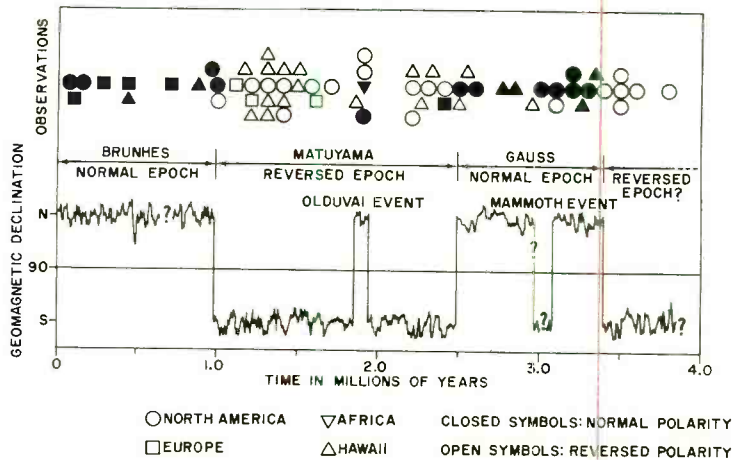 OBSERVATIONS
BRUNHES
NORMAL EPOCH
MATUYAMA
REVERSED EPOCH
GAUSS
NORMAL EPOCH
REVERSED
EPOCH?
OLDUVAI EVENT
MAMMOTH EVENT
GEOMAGNETIC DECLINATION
N
90
S
?
?
?
?
0
1.0
2.0
3.0
4.0
TIME IN MILLIONS OF YEARS
NORTH AMERICA
AFRICA
CLOSED SYMBOLS: NORMAL POLARITY
EUROPE
HAWAII
OPEN SYMBOLS: REVERSED POLARITY